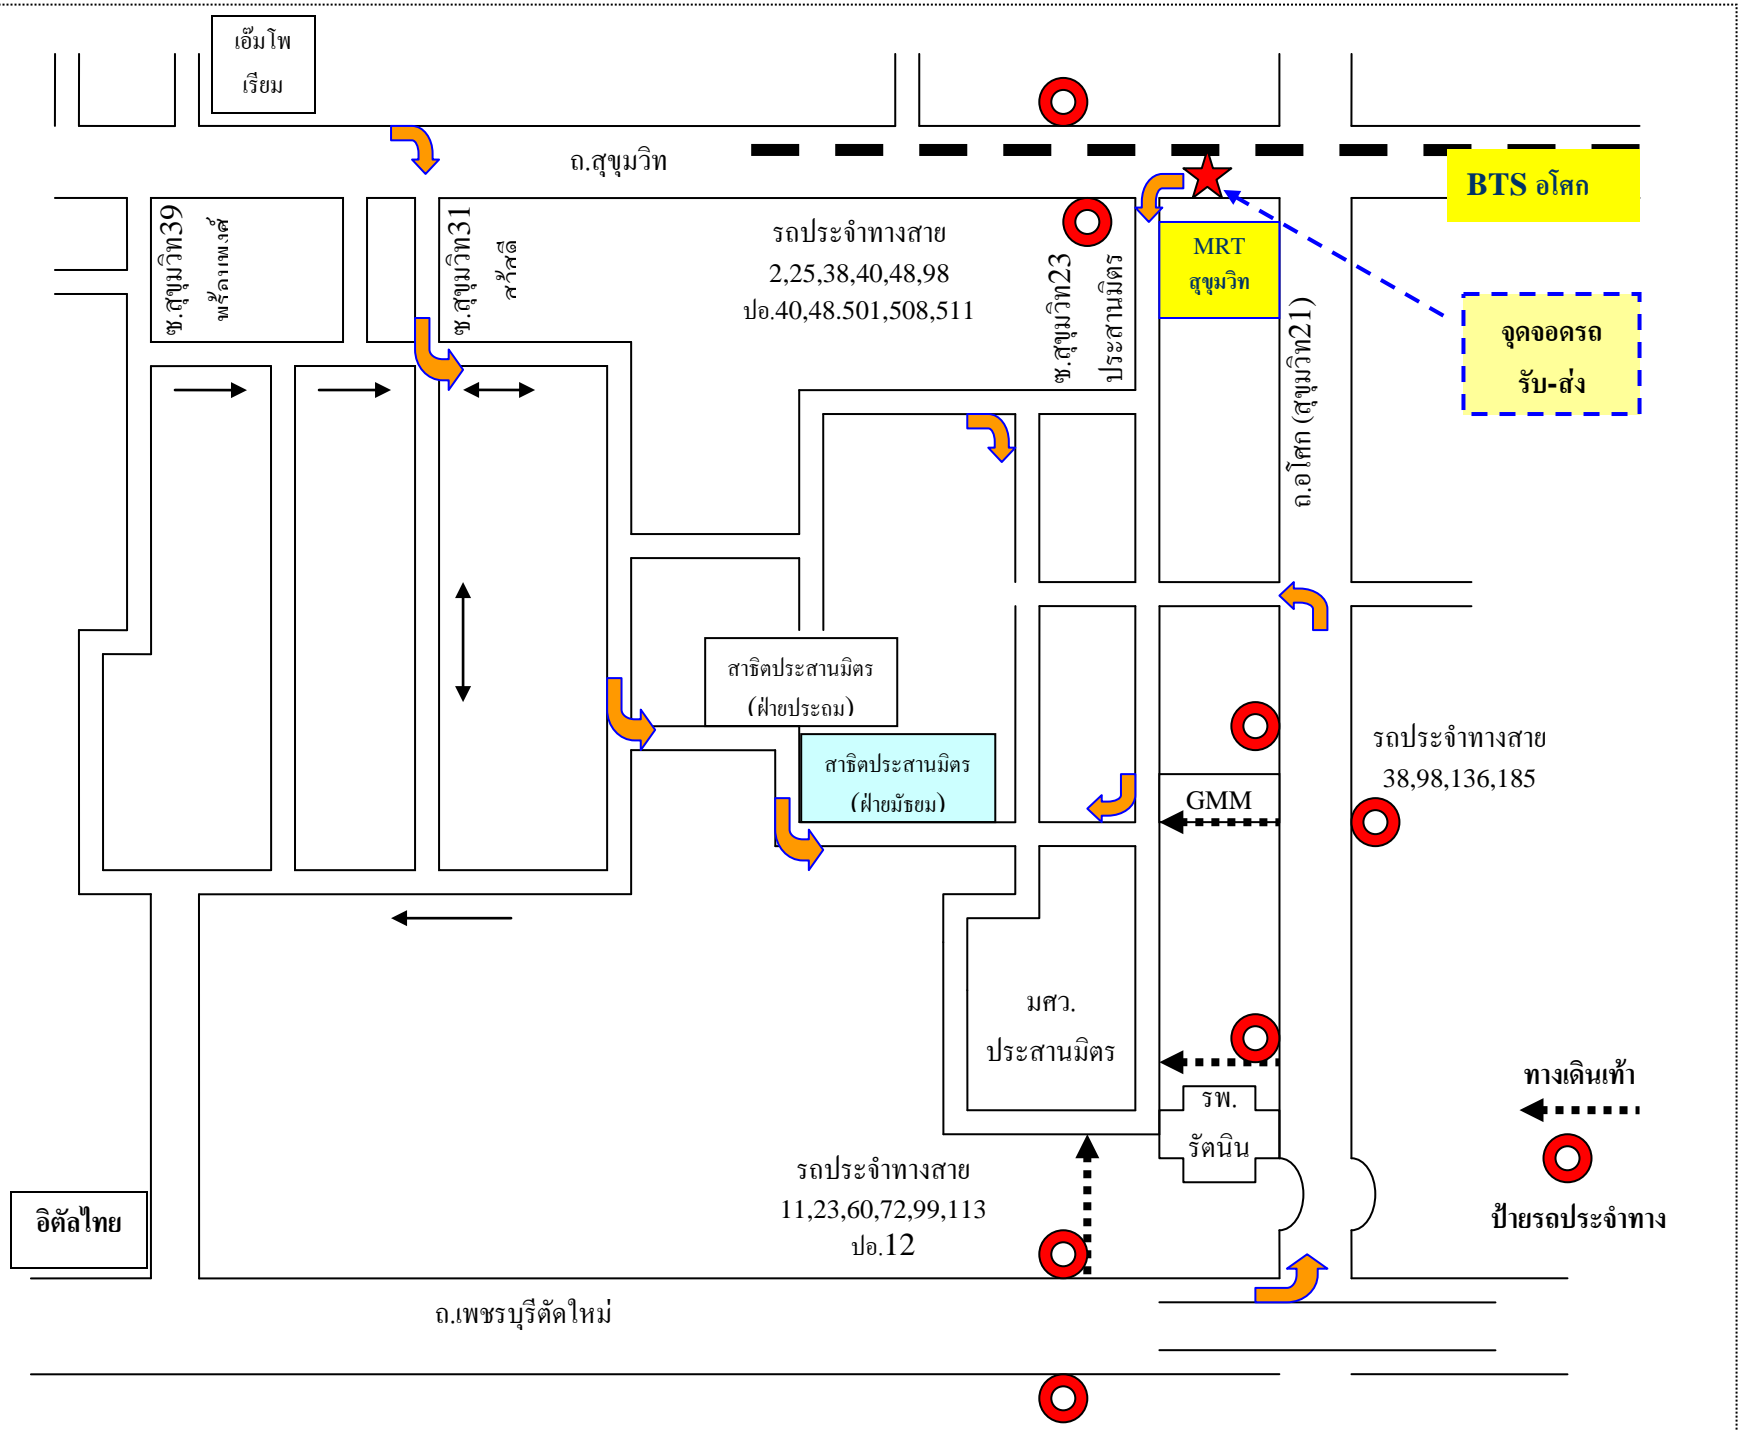 เอ็มโพ
เรียม
ถ.สุขุมวิท
BTS อโศก
ซ.สุขุมวิท39
พร้อมพงศ์
ซ.สุขุมวิท31
สวัสดี
รถประจำทางสาย
2,25,38,40,48,98
ปอ.40,48.501,508,511
ซ.สุขุมวิท23
ประสานมิตร
MRT
สุขุมวิท
ถ.อโศก (สุขุมวิท21)
จุดจอดรถ
รับ-ส่ง
สาธิตประสานมิตร
(ฝ่ายประถม)
สาธิตประสานมิตร
(ฝ่ายมัธยม)
GMM
รถประจำทางสาย
38,98,136,185
มศว.
ประสานมิตร
รพ.
รัตนิน
ทางเดินเท้า
ป้ายรถประจำทาง
รถประจำทางสาย
11,23,60,72,99,113
ปอ.12
อิตัลไทย
ถ.เพชรบุรีตัดใหม่